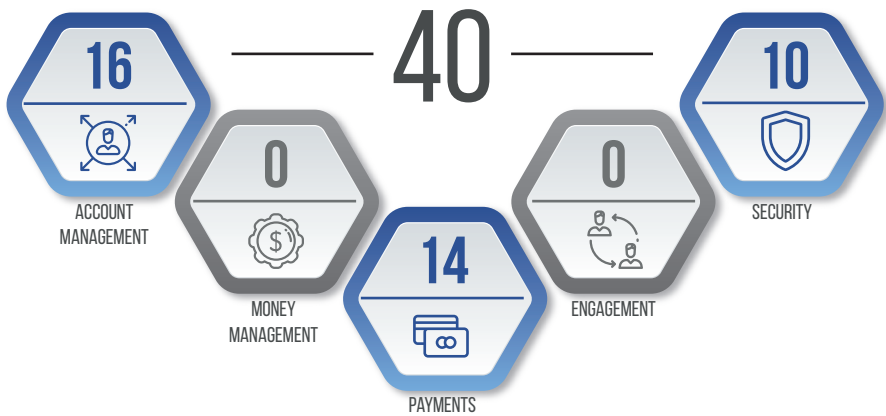 40
16
ACCOUNT
MANAGEMENT
0
MONEY
MANAGEMENT
14
PAYMENTS
0
ENGAGEMENT
10
SECURITY